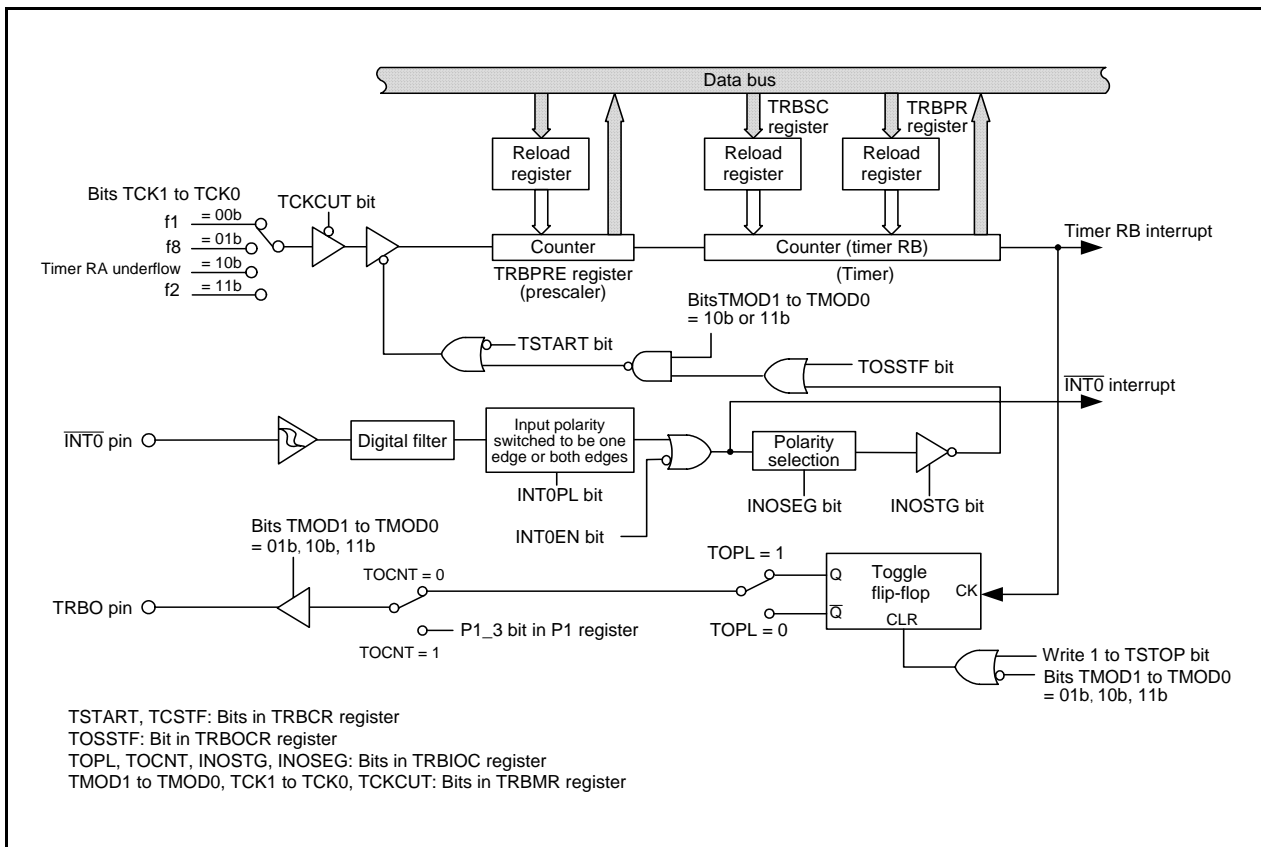 Data bus
TRBSC
register
TRBPR
register
Reload
register
Reload
register
Reload
register
Bits TCK1 to TCK0
TCKCUT bit
f1
= 00b
f8
= 01b
Timer RA underflow
= 10b
f2
= 11b
Counter
Counter (timer RB)
Timer RB interrupt
TRBPRE register
(prescaler)
(Timer)
BitsTMOD1 to TMOD0
= 10b or 11b
TSTART bit
TOSSTF bit
INT0 interrupt
INT0 pin
Digital filter
Input polarity
switched to be one
edge or both edges
Polarity
selection
INT0PL bit
INOSEG bit
INOSTG bit
INT0EN bit
Bits TMOD1 to TMOD0
= 01b, 10b, 11b
TOPL = 1
Q
Toggle
flip-flop
CK
TOCNT = 0
TRBO pin
Q
CLR
P1_3 bit in P1 register
TOPL = 0
TOCNT = 1
Write 1 to TSTOP bit
Bits TMOD1 to TMOD0
= 01b, 10b, 11b
TSTART, TCSTF: Bits in TRBCR register
TOSSTF: Bit in TRBOCR register
TOPL, TOCNT, INOSTG, INOSEG: Bits in TRBIOC register
TMOD1 to TMOD0, TCK1 to TCK0, TCKCUT: Bits in TRBMR register